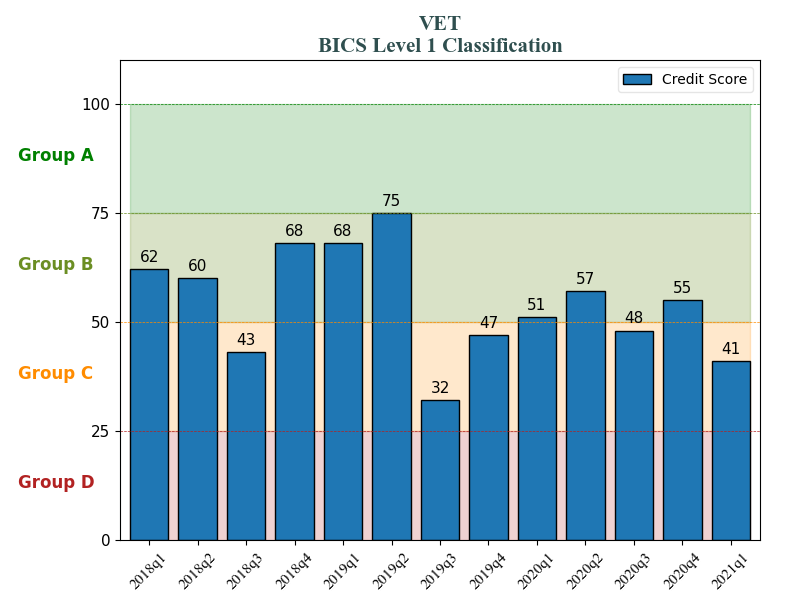 VET
BICS Level 1 Classification
Credit Score
100
Group A
75
75
68
68
62
60
Group B
57
55
51
50
48
47
43
41
Group C
32
25
Group D
0
2018q1
2018q2
2018q3
2018q4
2019q1
2019q2
2019q3
2019q4
2020q1
2020q2
2020q3
2020q4
2021q1